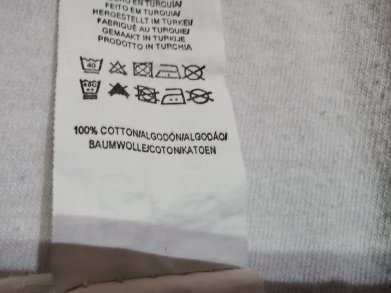 EN TURQUIA/
FEITO EM TURQUIA/
HERGESTELLT IM TÜRKEI/
FABRIQUÉ AU TURQUIE/
GEMAAKT IN TURKIJE
PRODOTTO IN TURCHIA
40
100% COTTON/ALGODÓN/ALGODÃO/
BAUMWOLLE/COTON/KATOEN